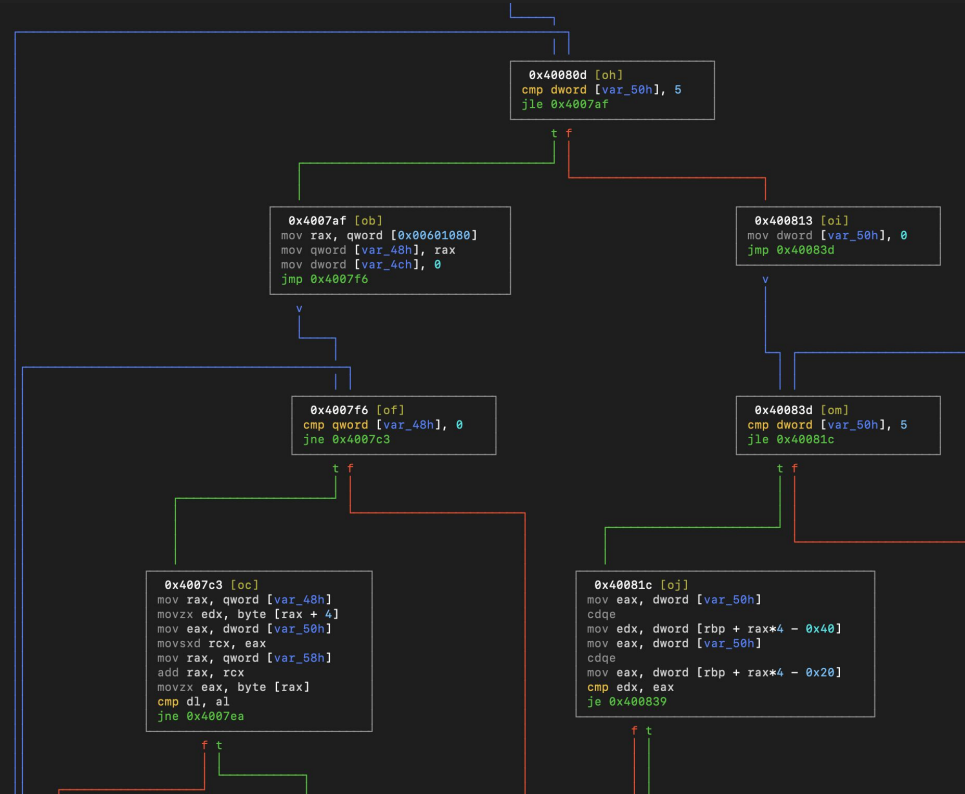 0x40080d [oh]
cmp dword [var_50h], 5
jle 0x4007af
t f
0x4007af [ob]
mov rax, qword [0x00601080]
mov qword [var_48h], rax
mov dword [var_4ch], 0
jmp 0x4007f6
v
0x400813 [oi]
mov dword [var_50h], 0
jmp 0x40083d
v
0x4007f6 [of]
cmp qword [var_48h], 0
jne 0x4007c3
t f
0x40083d [om]
cmp dword [var_50h], 5
jle 0x40081c
t f
0x4007c3 [oc]
mov rax, qword [var_48h]
movzx edx, byte [rax + 4]
mov eax, dword [var_50h]
movsxd rcx, eax
mov rax, qword [var_58h]
add rax, rcx
movzx eax, byte [rax]
cmp dl, al
jne 0x4007ea
f t
0x40081c [oj]
mov eax, dword [var_50h]
cdqe
mov edx, dword [rbp + rax*4 - 0x40]
mov eax, dword [var_50h]
cdqe
mov eax, dword [rbp + rax*4 - 0x20]
cmp edx, eax
je 0x400839
f t